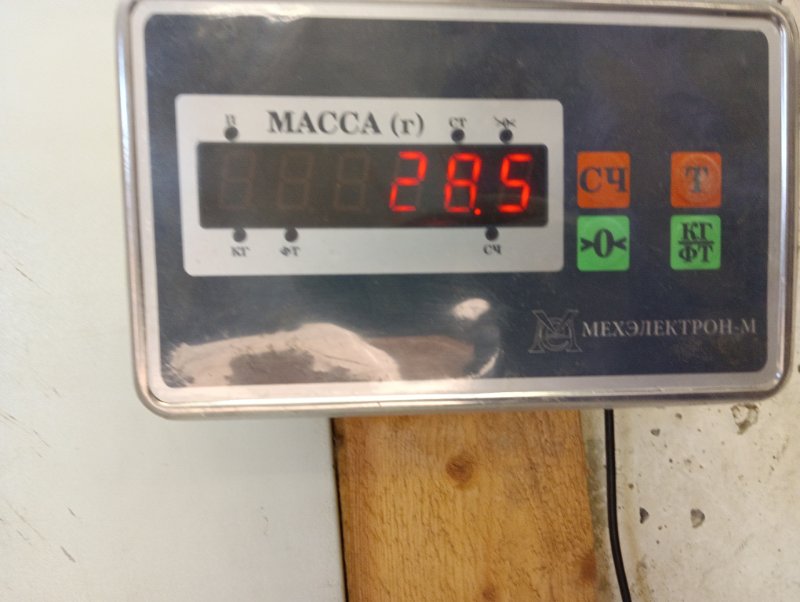 П МАССА (г) СТ >|<
28.5
КГ ФТ СЧ
СЧ Т
>0< КГ
ФТ
МЕХЭЛЕКТРОН-М